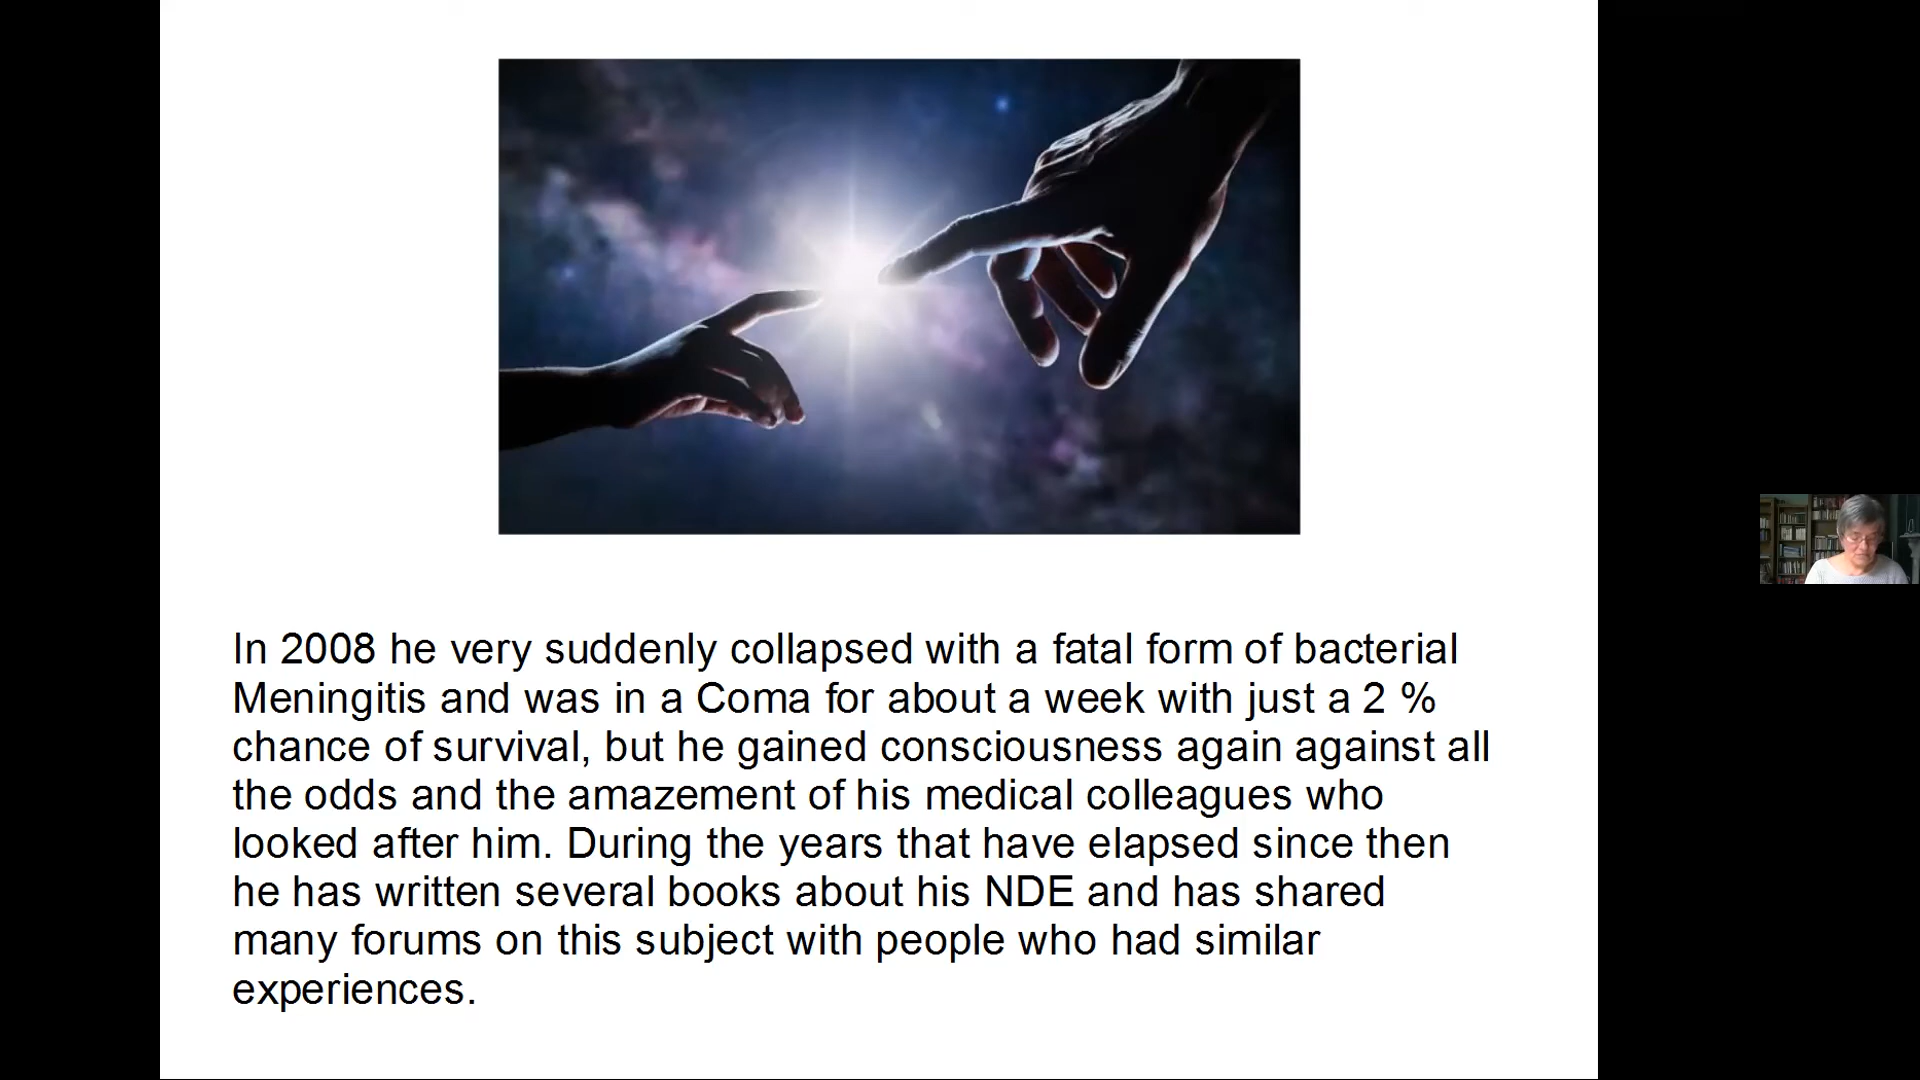 In 2008 he very suddenly collapsed with a fatal form of bacterial
Meningitis and was in a Coma for about a week with just a 2 %
chance of survival, but he gained consciousness again against all
the odds and the amazement of his medical colleagues who
looked after him. During the years that have elapsed since then
he has written several books about his NDE and has shared
many forums on this subject with people who had similar
experiences.